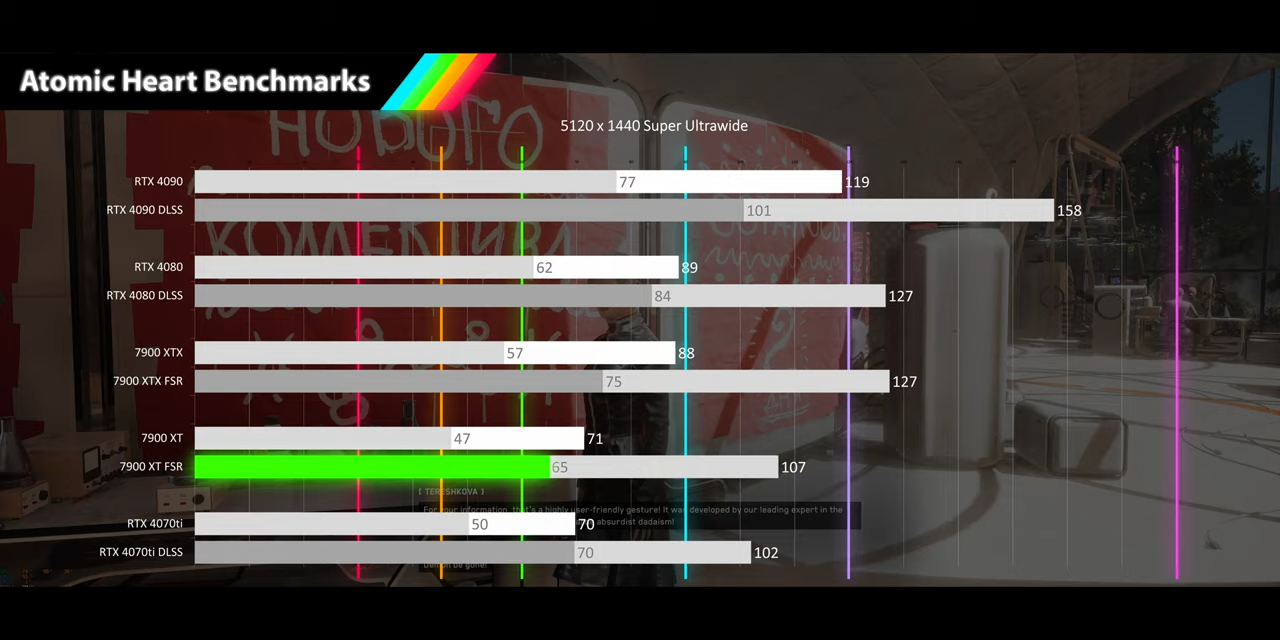 Atomic Heart Benchmarks
НОВОГО
5120 x 1440 Super Ultrawide
RTX 4090 77 119
RTX 4090 DLSS 101 158
RTX 4080 62 89
RTX 4080 DLSS 84 127
7900 XTX 57 88
7900 XTX FSR 75 127
7900 XT 47 71
7900 XT FSR 65 107
[ TERESHKOVA ]
For your information, that's a highly user-friendly gesture! It was developed by our leading expert in the
absurdist dadaism!
RTX 4070ti 50 70
RTX 4070ti DLSS 70 102
Demon be gone!